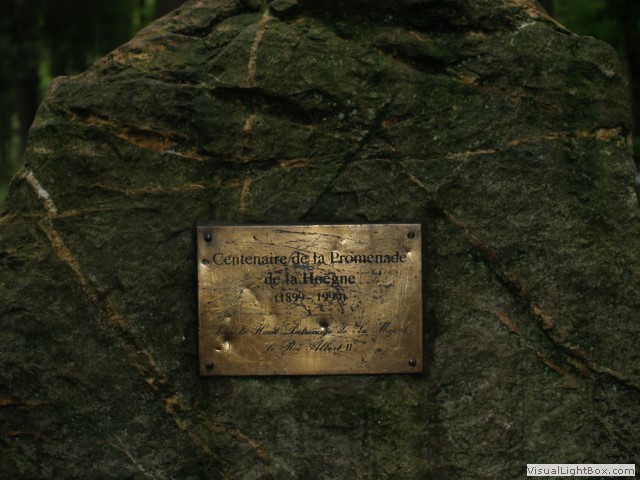 Centenaire de la Promenade
de la Hoëgne
(1899 - 1999)
Sous le Haut Patronage de Sa Majesté
le Roi Albert II
VisualLightBox.com